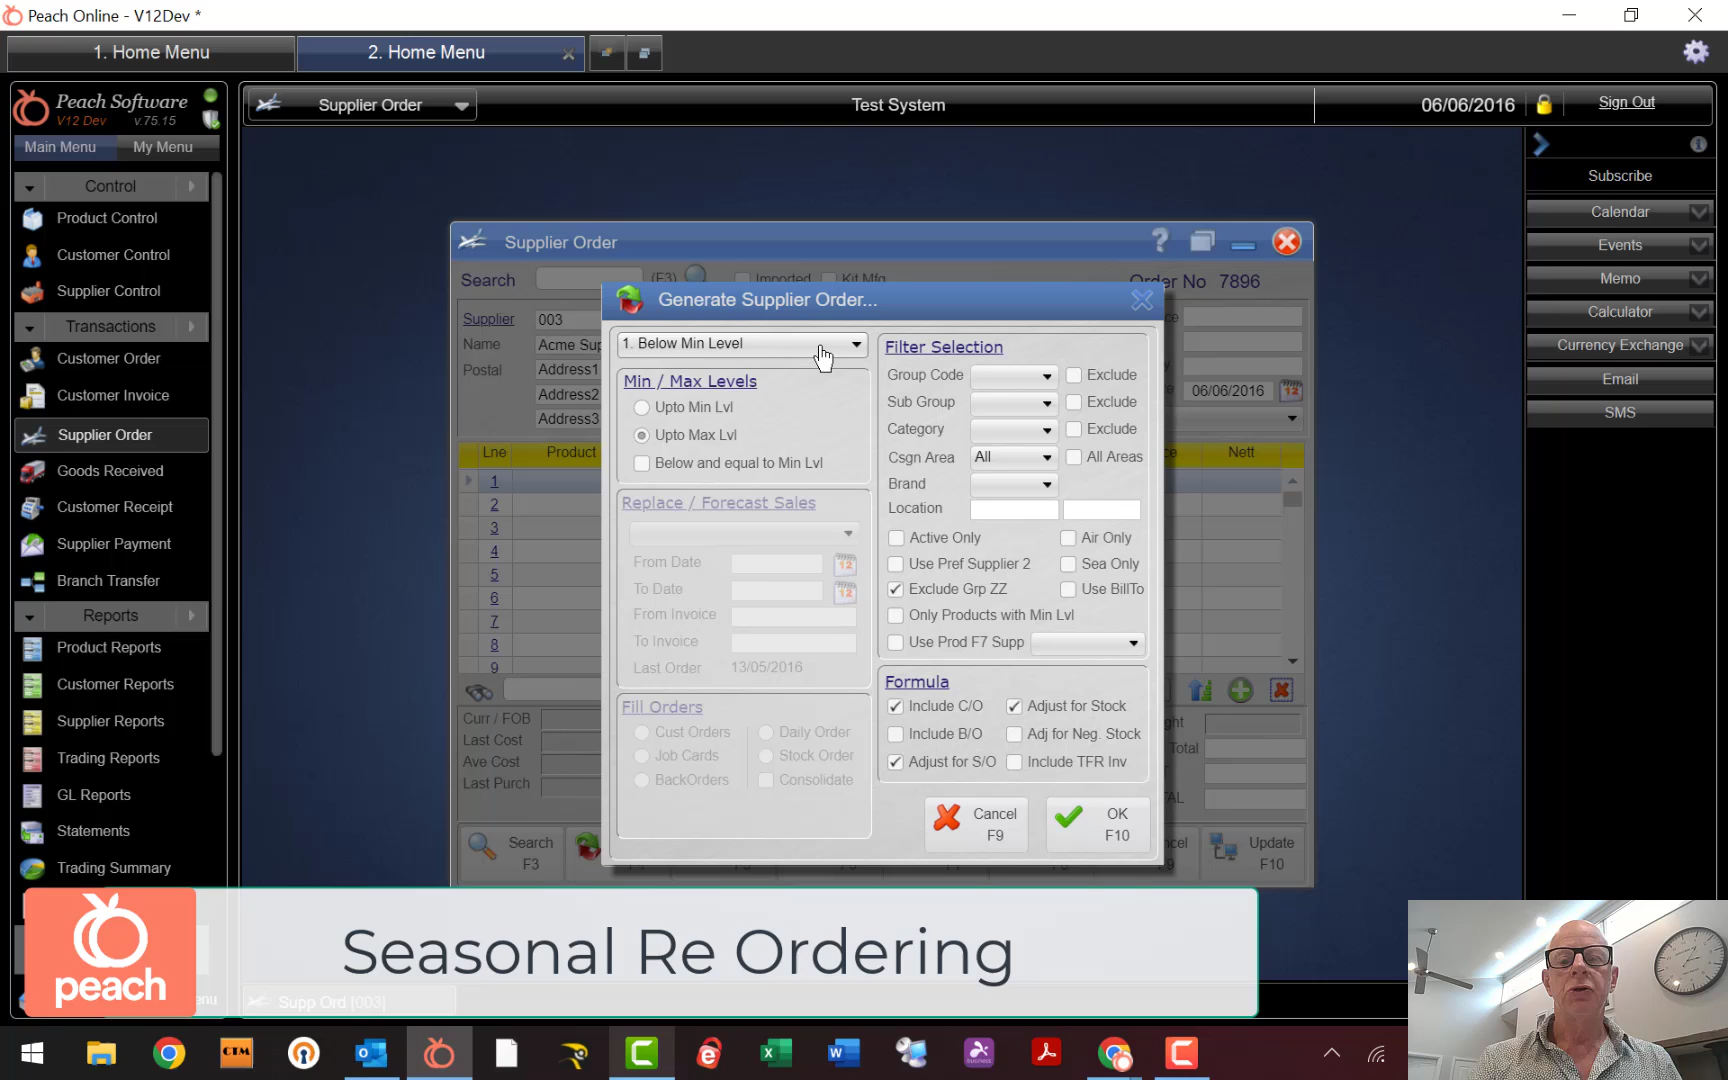 Peach Online - V12Dev *
1. Home Menu
2. Home Menu
Peach Software
V12 Dev v.75.15
Main Menu My Menu
Supplier Order
Test System
06/06/2016
Sign Out
Control
Product Control
Customer Control
Supplier Control
Transactions
Customer Order
Customer Invoice
Supplier Order
Goods Received
Customer Receipt
Supplier Payment
Branch Transfer
Reports
Product Reports
Customer Reports
Supplier Reports
Trading Reports
GL Reports
Statements
Trading Summary
Subscribe
Calendar
Events
Memo
Calculator
Currency Exchange
Email
SMS
Supplier Order
Search (F3) Imported Kit Mfg Order No 7896
Supplier 003
Name Acme Sup
Postal Address1
Address2
Address3
06/06/2016
Lne Product Nett
1
2
3
4
5
6
7
8
9
Curr / FOB
Last Cost
Ave Cost
Last Purch
Total
Search
F3
Update
F10
Generate Supplier Order...
1. Below Min Level
Min / Max Levels
Upto Min Lvl
Upto Max Lvl
Below and equal to Min Lvl
Replace / Forecast Sales
From Date
To Date
From Invoice
To Invoice
Last Order 13/05/2016
Fill Orders
Cust Orders Daily Order
Job Cards Stock Order
BackOrders Consolidate
Filter Selection
Group Code Exclude
Sub Group Exclude
Category Exclude
Csgn Area All All Areas
Brand
Location
Active Only Air Only
Use Pref Supplier 2 Sea Only
Exclude Grp ZZ Use BillTo
Only Products with Min Lvl
Use Prod F7 Supp
Formula
Include C/O Adjust for Stock
Include B/O Adj for Neg. Stock
Adjust for S/O Include TFR Inv
Cancel
F9
OK
F10
peach
Seasonal Re Ordering
Supp Ord [003]
CTM